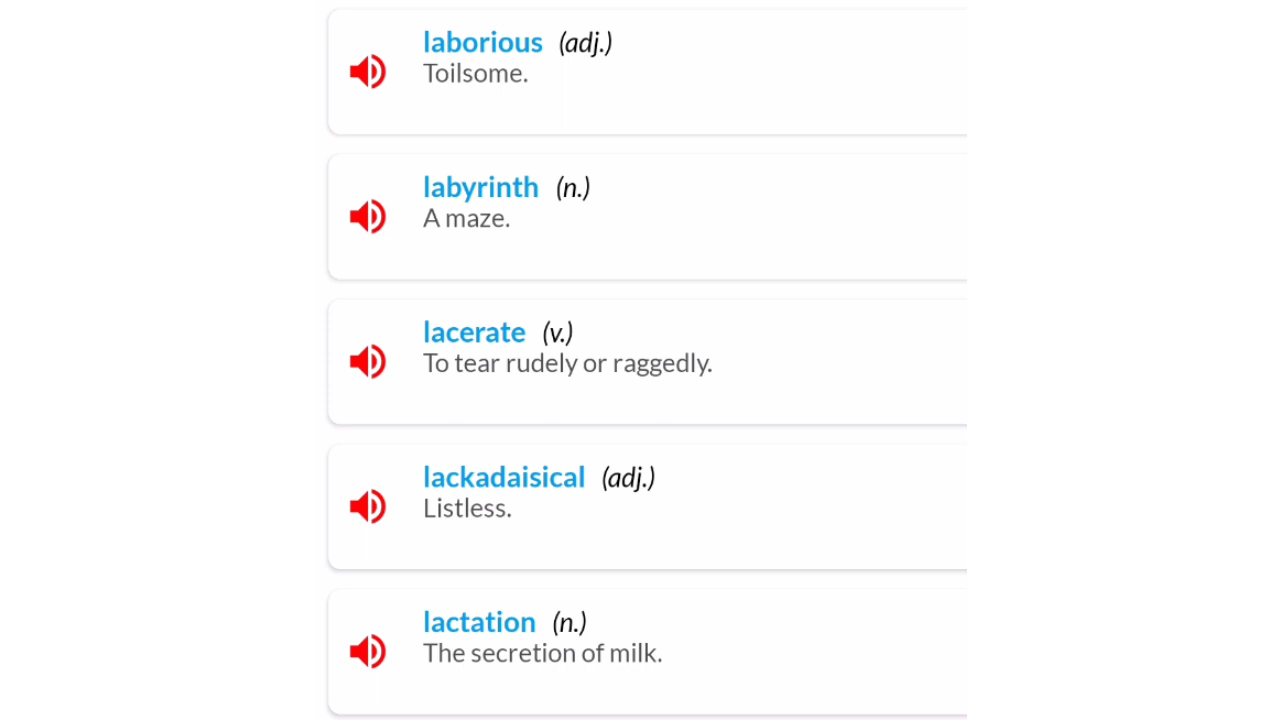 laborious (adj.)
Toilsome.
labyrinth (n.)
A maze.
lacerate (v.)
To tear rudely or raggedly.
lackadaisical (adj.)
Listless.
lactation (n.)
The secretion of milk.